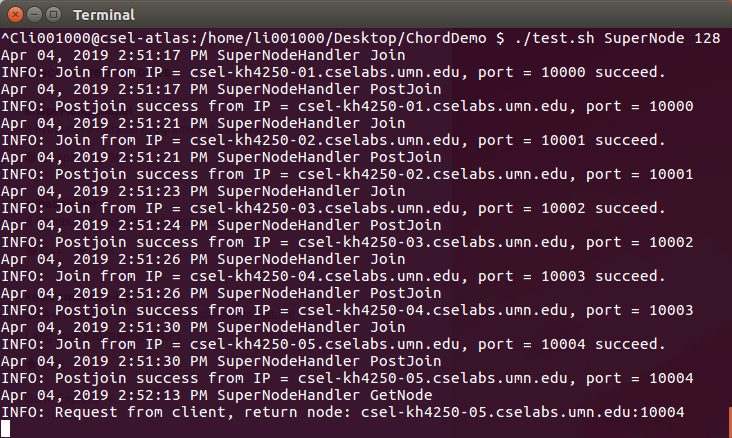 Terminal
^Cli001000@csel-atlas:/home/li001000/Desktop/ChordDemo $ ./test.sh SuperNode 128
Apr 04, 2019 2:51:17 PM SuperNodeHandler Join
INFO: Join from IP = csel-kh4250-01.cselabs.umn.edu, port = 10000 succeed.
Apr 04, 2019 2:51:17 PM SuperNodeHandler PostJoin
INFO: Postjoin success from IP = csel-kh4250-01.cselabs.umn.edu, port = 10000
Apr 04, 2019 2:51:21 PM SuperNodeHandler Join
INFO: Join from IP = csel-kh4250-02.cselabs.umn.edu, port = 10001 succeed.
Apr 04, 2019 2:51:21 PM SuperNodeHandler PostJoin
INFO: Postjoin success from IP = csel-kh4250-02.cselabs.umn.edu, port = 10001
Apr 04, 2019 2:51:23 PM SuperNodeHandler Join
INFO: Join from IP = csel-kh4250-03.cselabs.umn.edu, port = 10002 succeed.
Apr 04, 2019 2:51:24 PM SuperNodeHandler PostJoin
INFO: Postjoin success from IP = csel-kh4250-03.cselabs.umn.edu, port = 10002
Apr 04, 2019 2:51:26 PM SuperNodeHandler Join
INFO: Join from IP = csel-kh4250-04.cselabs.umn.edu, port = 10003 succeed.
Apr 04, 2019 2:51:26 PM SuperNodeHandler PostJoin
INFO: Postjoin success from IP = csel-kh4250-04.cselabs.umn.edu, port = 10003
Apr 04, 2019 2:51:30 PM SuperNodeHandler Join
INFO: Join from IP = csel-kh4250-05.cselabs.umn.edu, port = 10004 succeed.
Apr 04, 2019 2:51:30 PM SuperNodeHandler PostJoin
INFO: Postjoin success from IP = csel-kh4250-05.cselabs.umn.edu, port = 10004
Apr 04, 2019 2:52:13 PM SuperNodeHandler GetNode
INFO: Request from client, return node: csel-kh4250-05.cselabs.umn.edu:10004